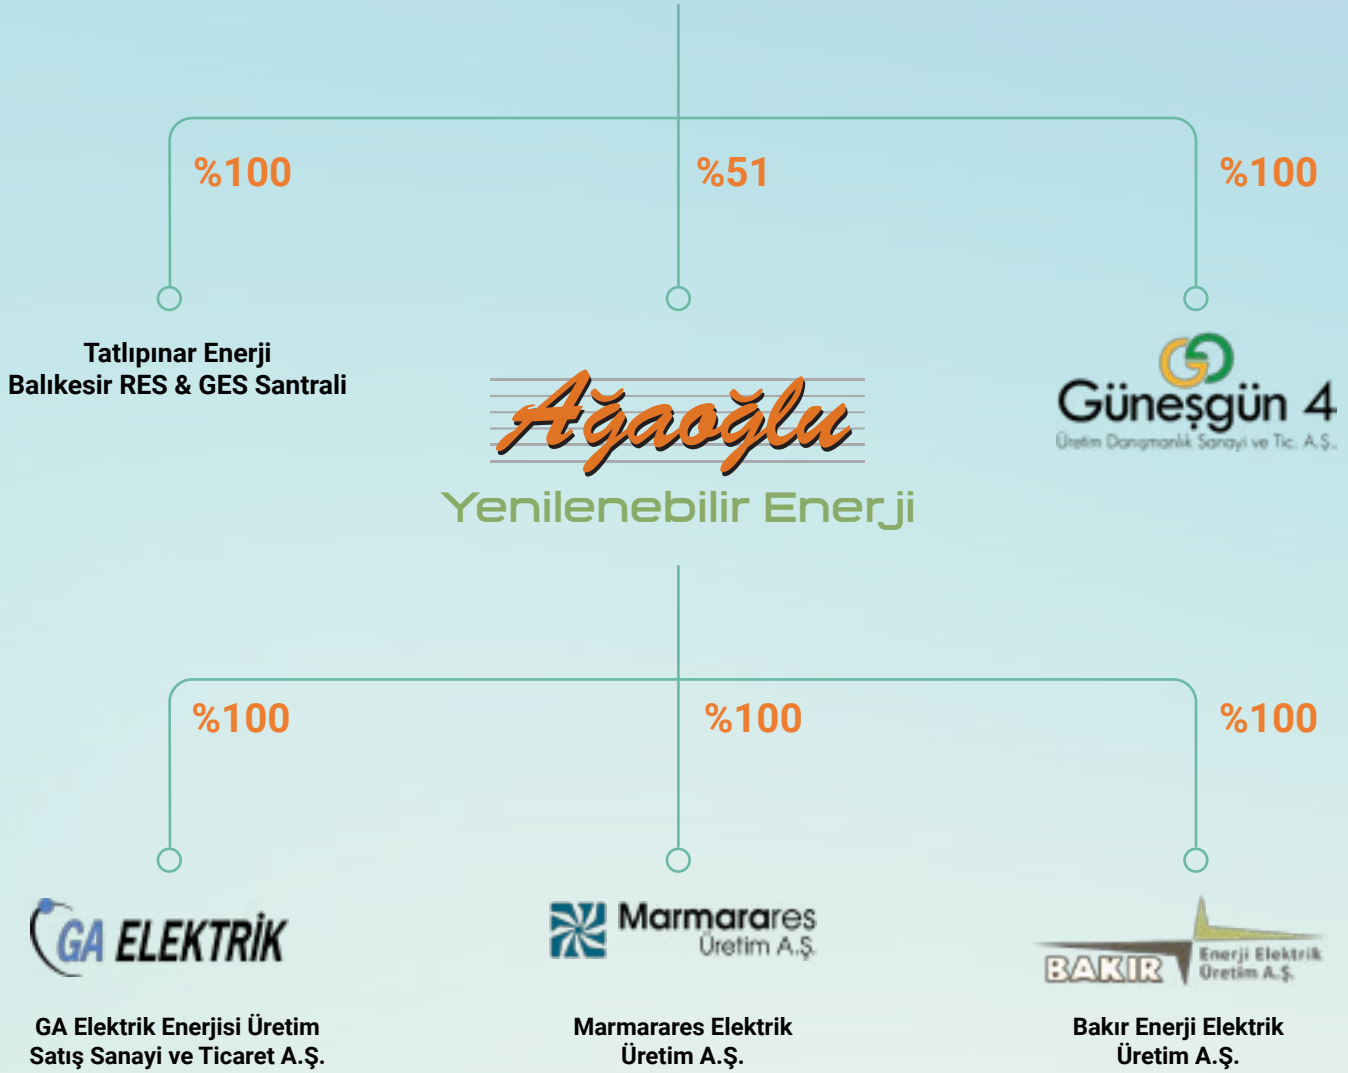 %100
%51
%100
Tatlıpınar Enerji
Balıkesir RES & GES Santrali
Ağaoğlu
Yenilenebilir Enerji
Güneşgün 4
Üretim Danışmanlık Sanayi ve Tic. A.Ş.
%100
%100
%100
GA ELEKTRİK
GA Elektrik Enerjisi Üretim
Satış Sanayi ve Ticaret A.Ş.
Marmarares
Üretim A.Ş.
Marmarares Elektrik
Üretim A.Ş.
BAKIR
Enerji Elektrik
Üretim A.Ş.
Bakır Enerji Elektrik
Üretim A.Ş.